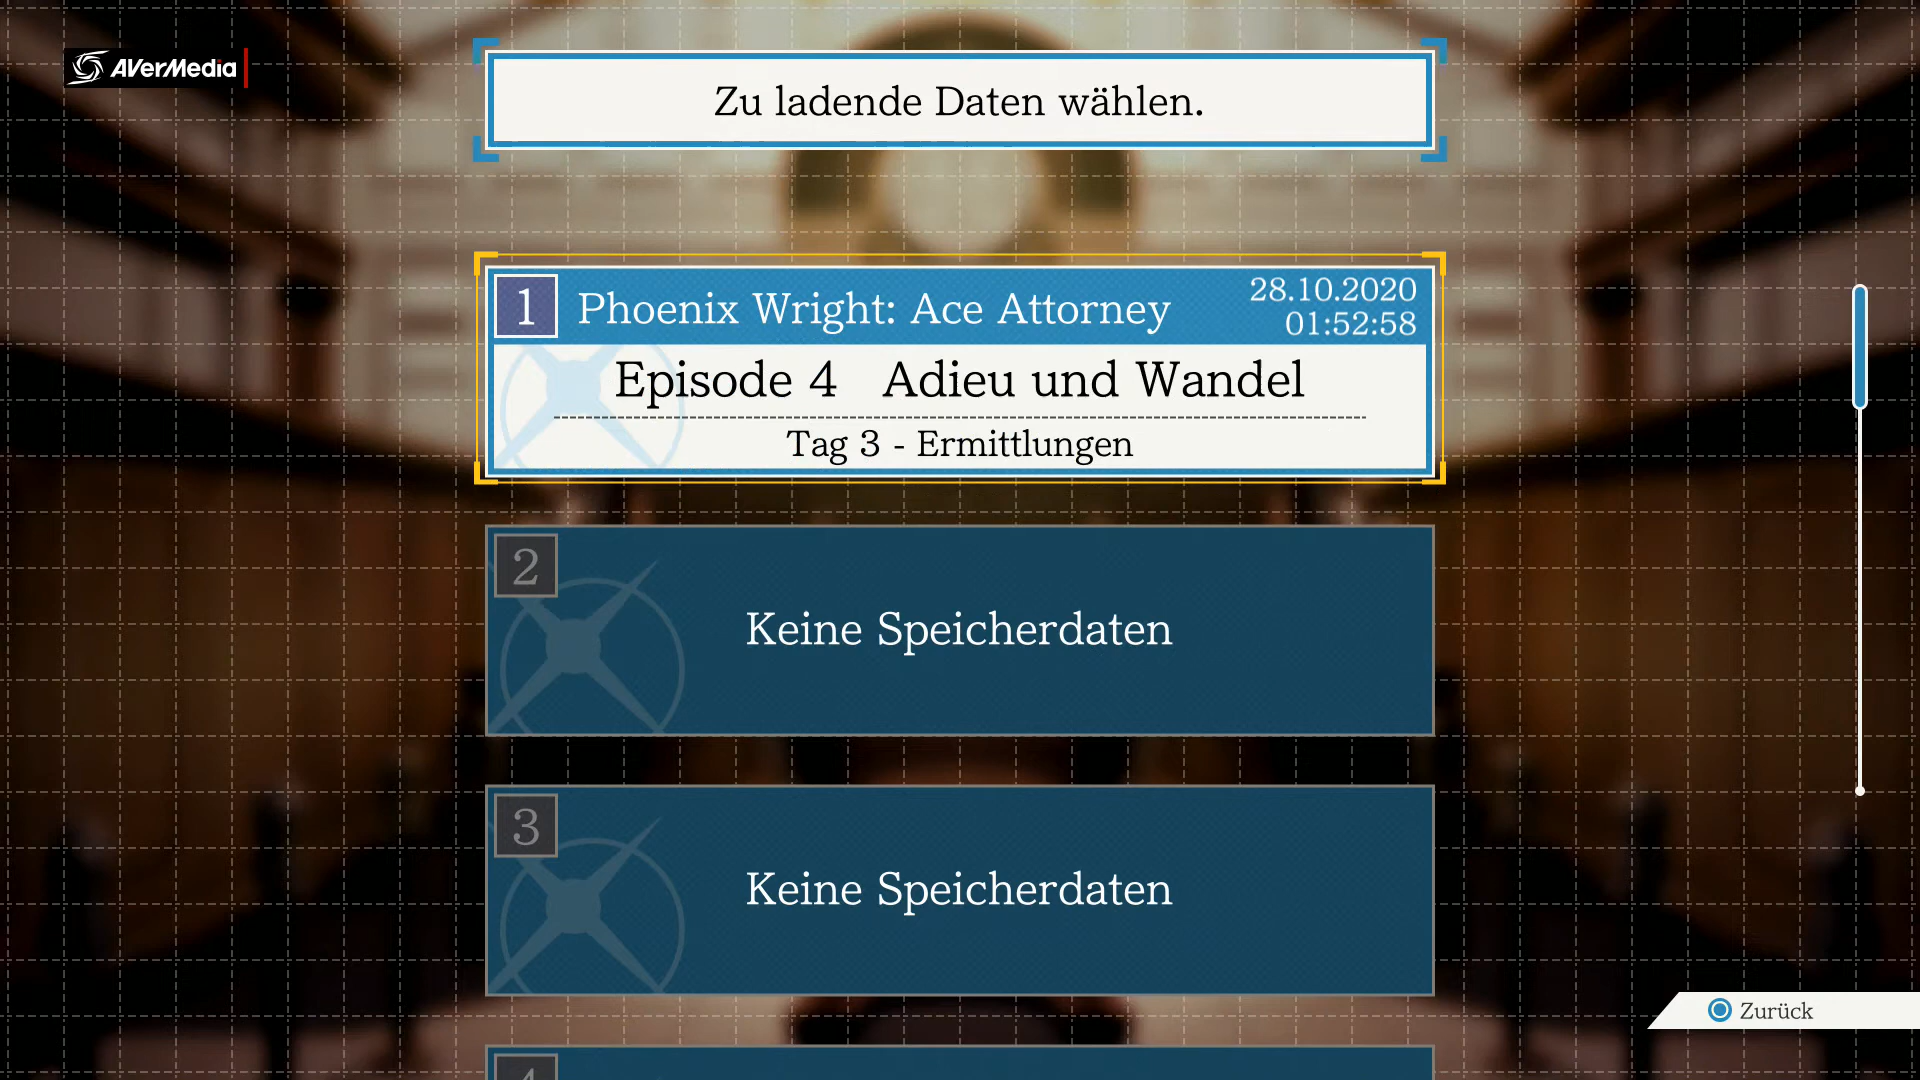 AVerMedia
Zu ladende Daten wählen.
1
Phoenix Wright: Ace Attorney
28.10.2020
01:52:58
Episode 4 Adieu und Wandel
Tag 3 - Ermittlungen
2
Keine Speicherdaten
3
Keine Speicherdaten
4
Zurück